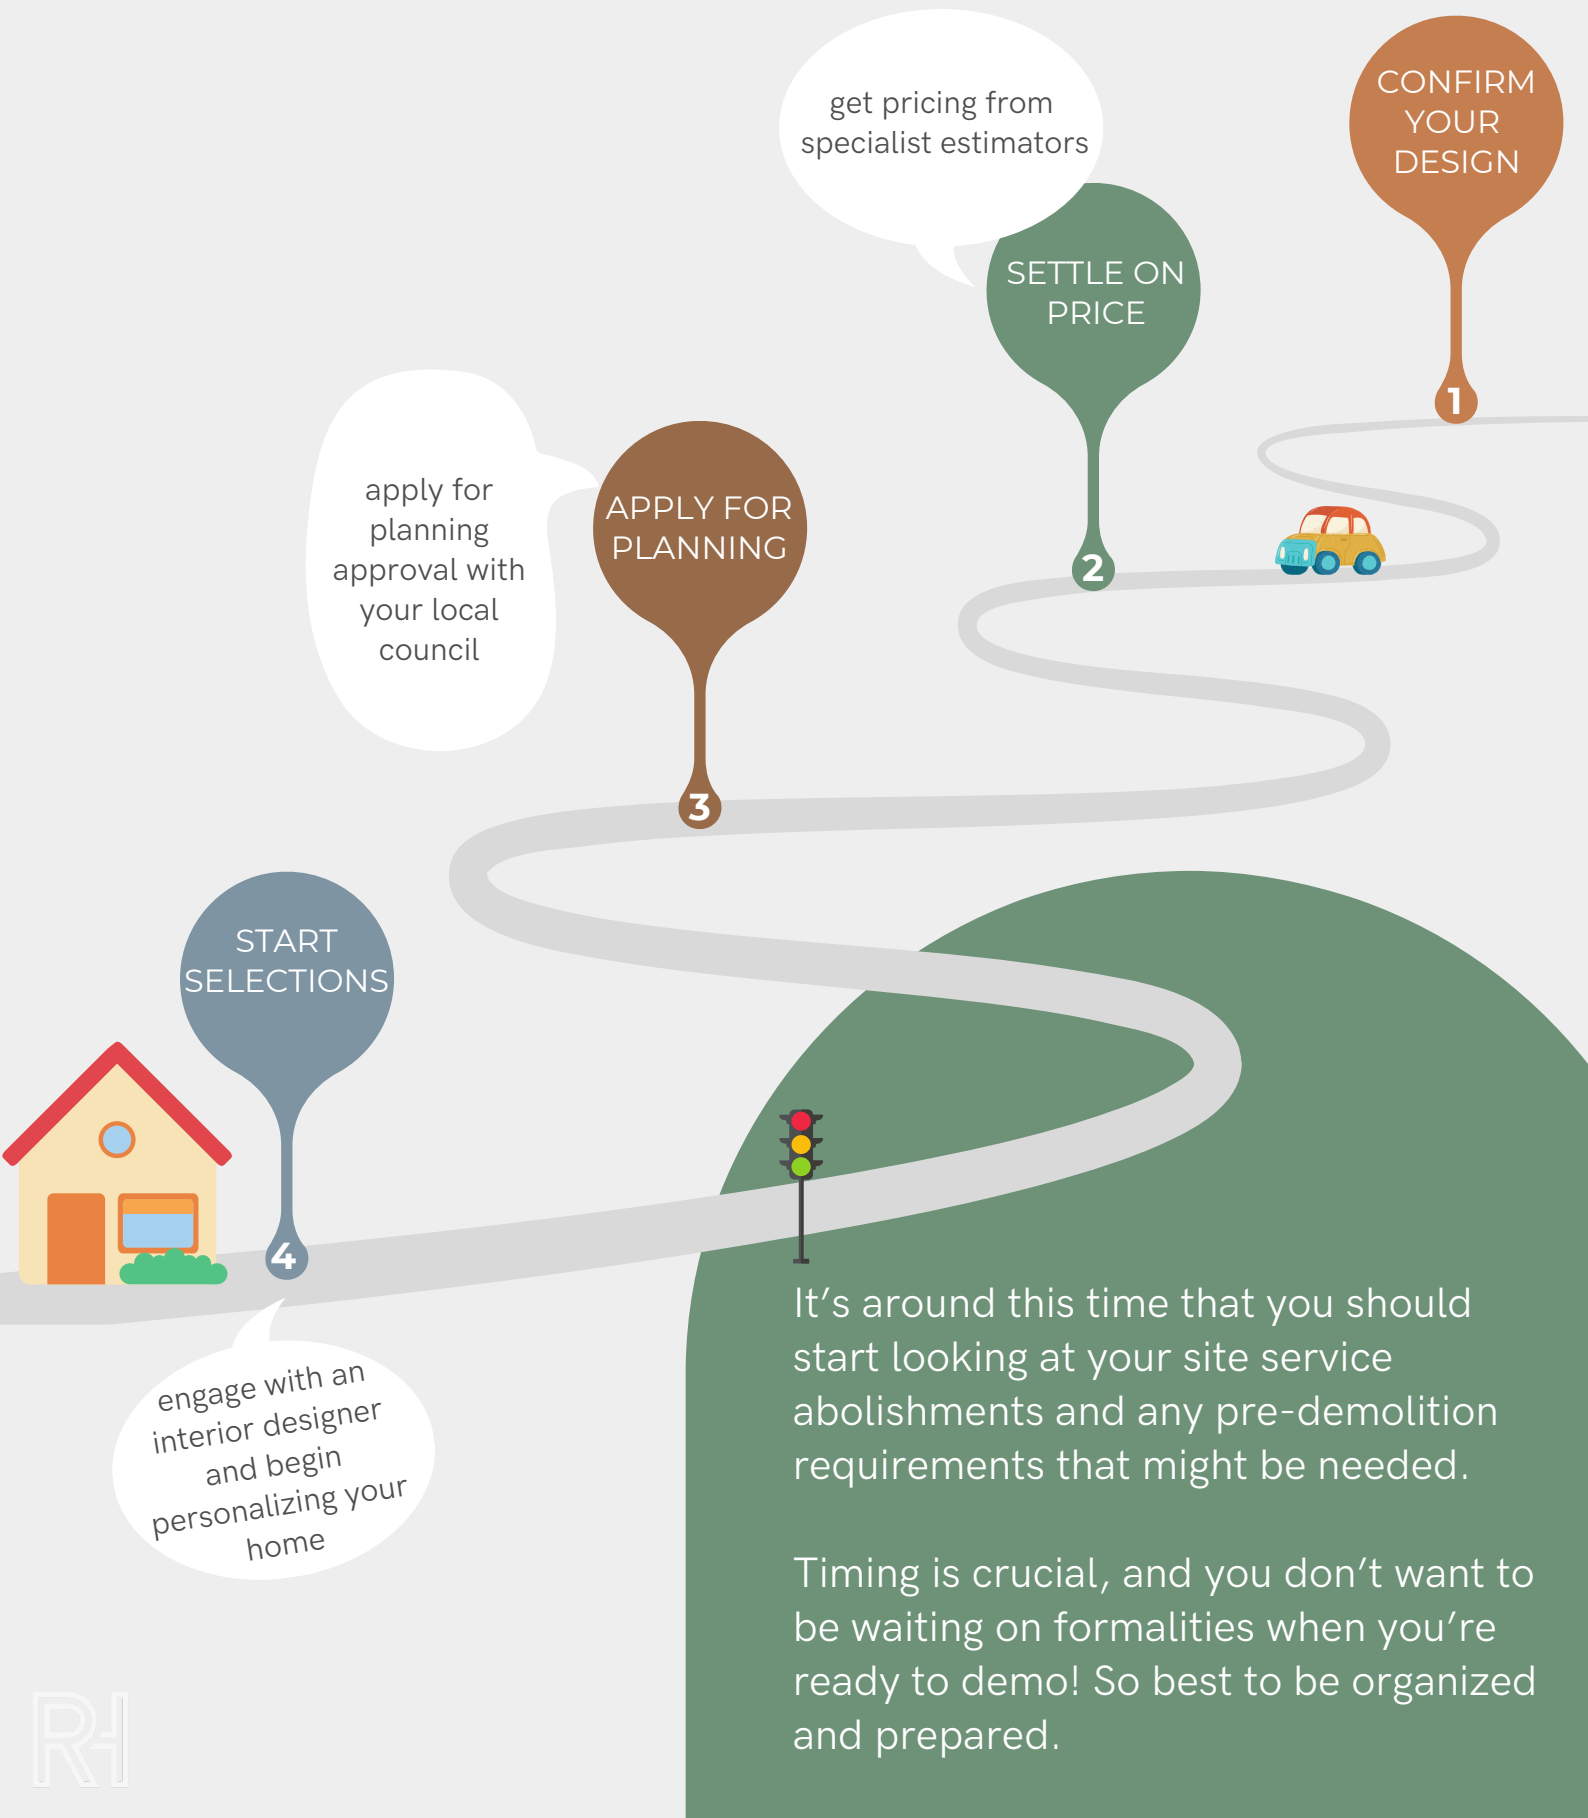 CONFIRM
YOUR
DESIGN
1
get pricing from
specialist estimators
SETTLE ON
PRICE
2
apply for
planning
approval with
your local
council
APPLY FOR
PLANNING
3
START
SELECTIONS
4
engage with an
interior designer
and begin
personalizing your
home
It’s around this time that you should
start looking at your site service
abolishments and any pre-demolition
requirements that might be needed.
Timing is crucial, and you don’t want to
be waiting on formalities when you’re
ready to demo! So best to be organized
and prepared.
RH